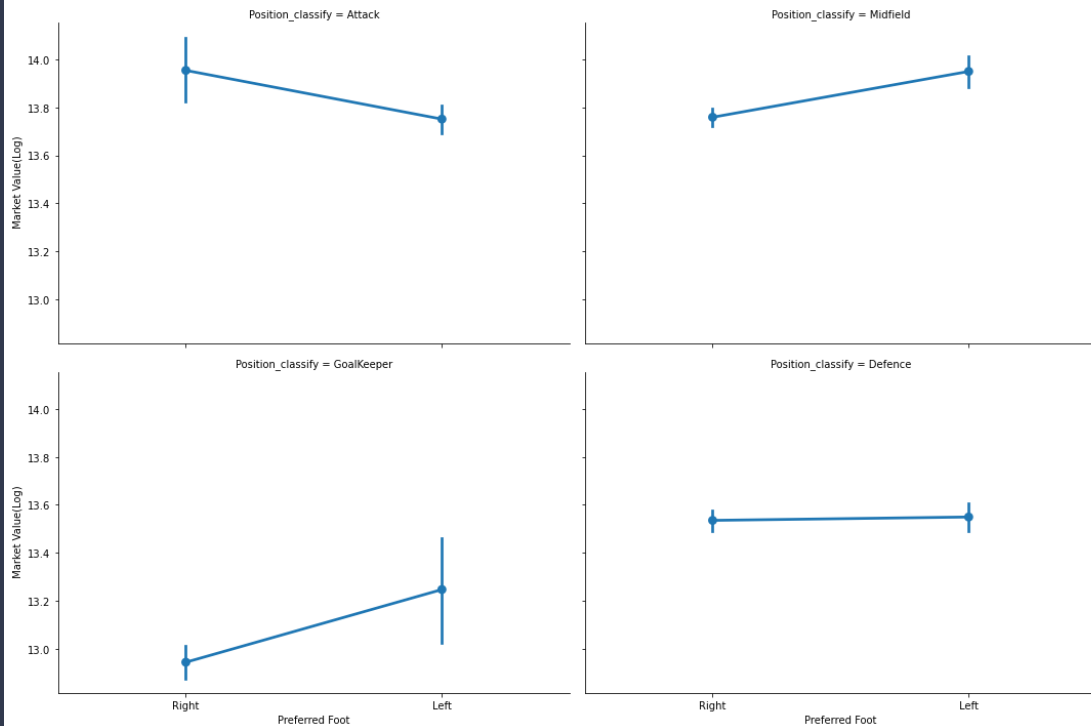 Position_classify = Attack
Position_classify = Midfield
Market Value(Log)
14.0
13.8
13.6
13.4
13.2
13.0
Position_classify = GoalKeeper
Position_classify = Defence
Market Value(Log)
14.0
13.8
13.6
13.4
13.2
13.0
Right
Left
Preferred Foot
Right
Left
Preferred Foot